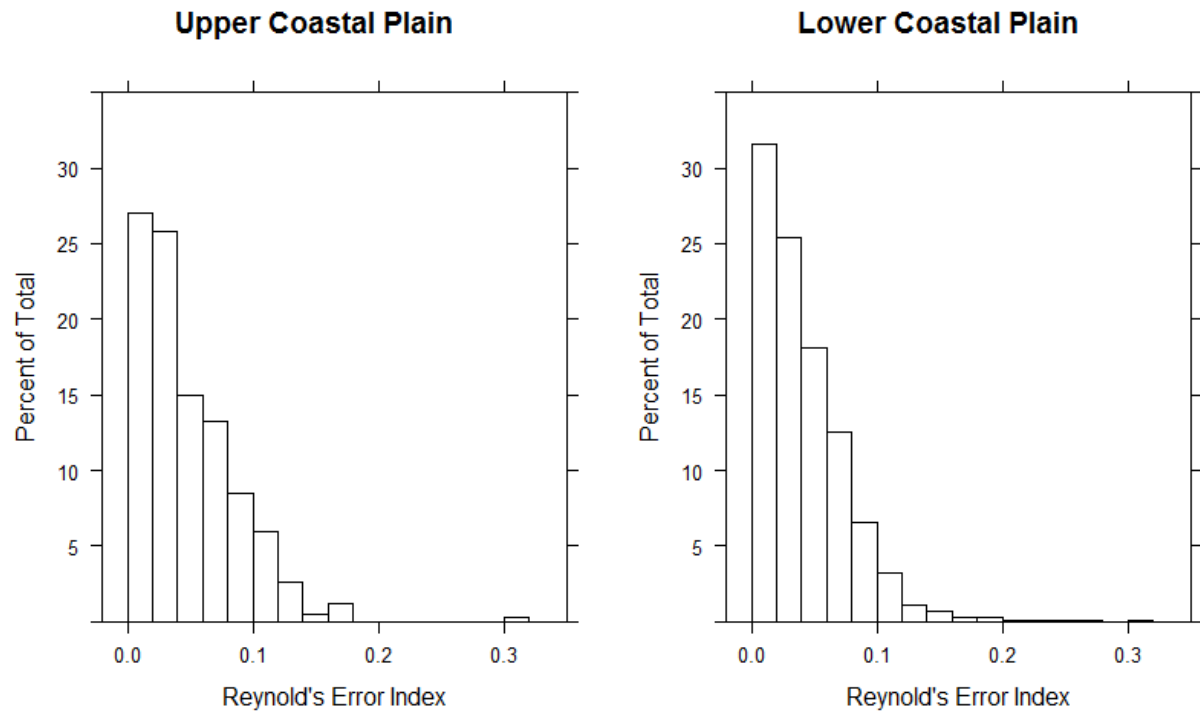 Upper Coastal Plain
Percent of Total
30
25
20
15
10
5
0.0 0.1 0.2 0.3
Reynold's Error Index
Lower Coastal Plain
Percent of Total
30
25
20
15
10
5
0.0 0.1 0.2 0.3
Reynold's Error Index